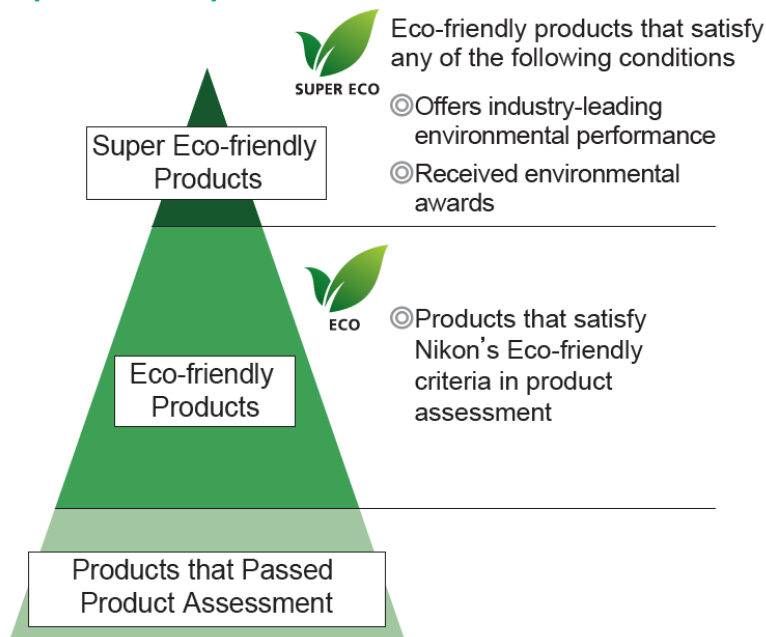 SUPER ECO
Eco-friendly products that satisfy
any of the following conditions
◎Offers industry-leading
environmental performance
◎Received environmental
awards
Super Eco-friendly
Products
ECO
◎Products that satisfy
Nikon’s Eco-friendly
criteria in product
assessment
Eco-friendly
Products
Products that Passed
Product Assessment